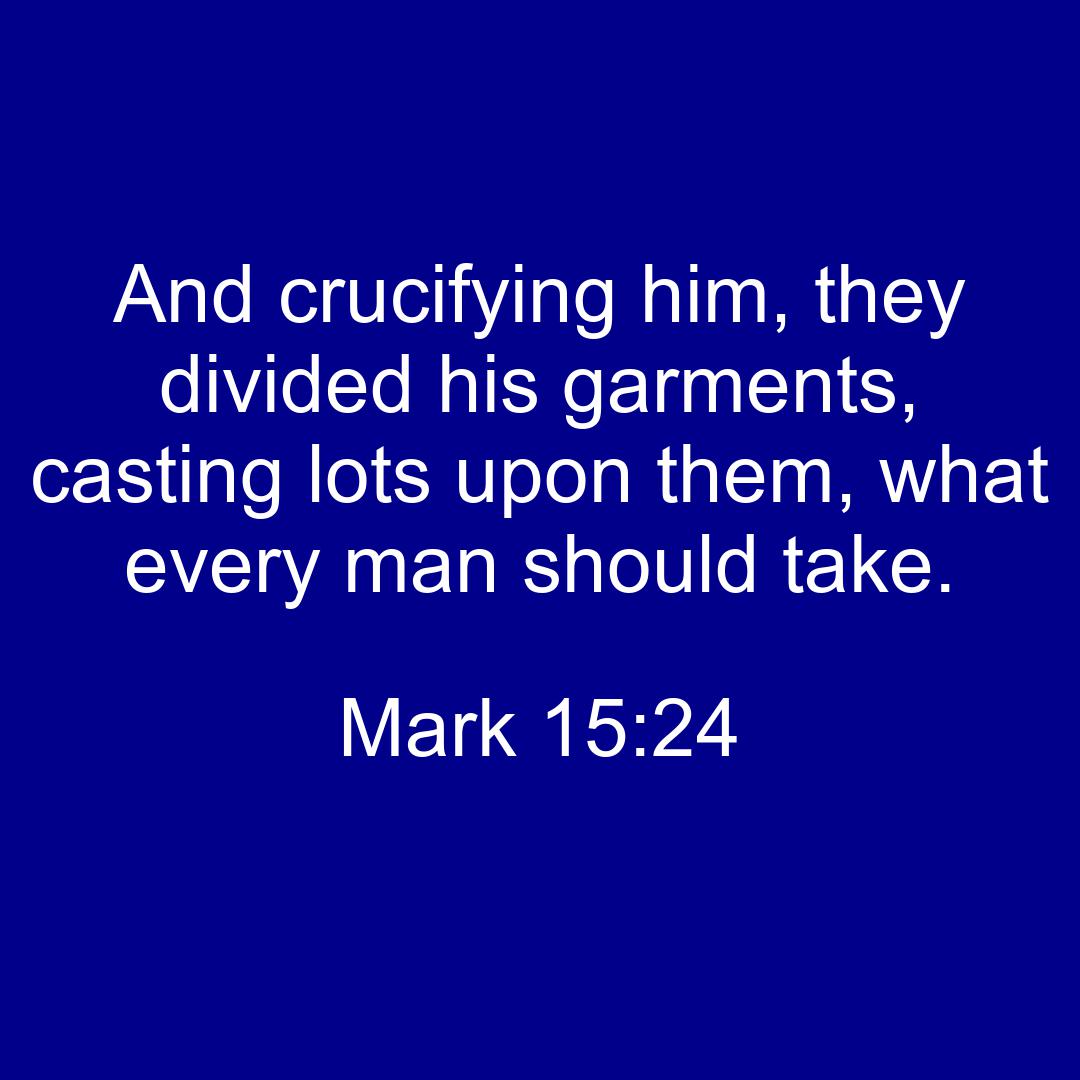 And crucifying him, they
divided his garments,
casting lots upon them, what
every man should take.
Mark 15:24